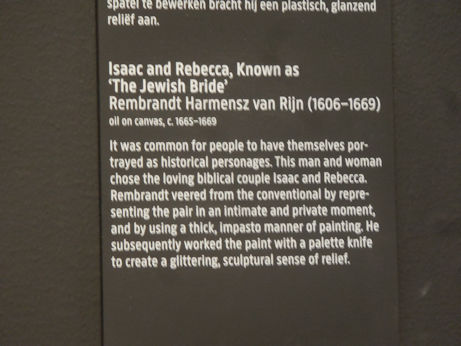 spatel te bewerken bracht hij een plastisch, glanzend
reliëf aan.
Isaac and Rebecca, Known as
‘The Jewish Bride’
Rembrandt Harmensz van Rijn (1606–1669)
oil on canvas, c. 1665–1669
It was common for people to have themselves por-
trayed as historical personages. This man and woman
chose the loving biblical couple Isaac and Rebecca.
Rembrandt veered from the conventional by repre-
senting the pair in an intimate and private moment,
and by using a thick, impasto manner of painting. He
subsequently worked the paint with a palette knife
to create a glittering, sculptural sense of relief.